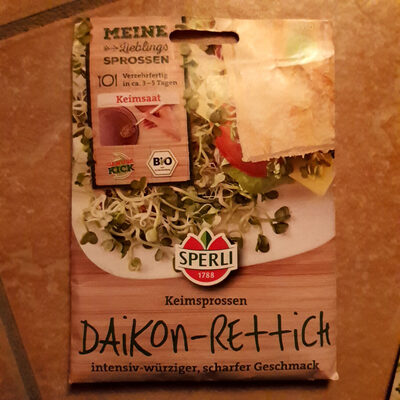 MEINE
Lieblings
SPROSSEN
Verzehrfertig
in ca. 3-5 Tagen
Keimsaat
KICK
BIO
SPERLI
1788
Keimsprossen
DAiKOn-REttich
intensiv-würziger, scharfer Geschmack